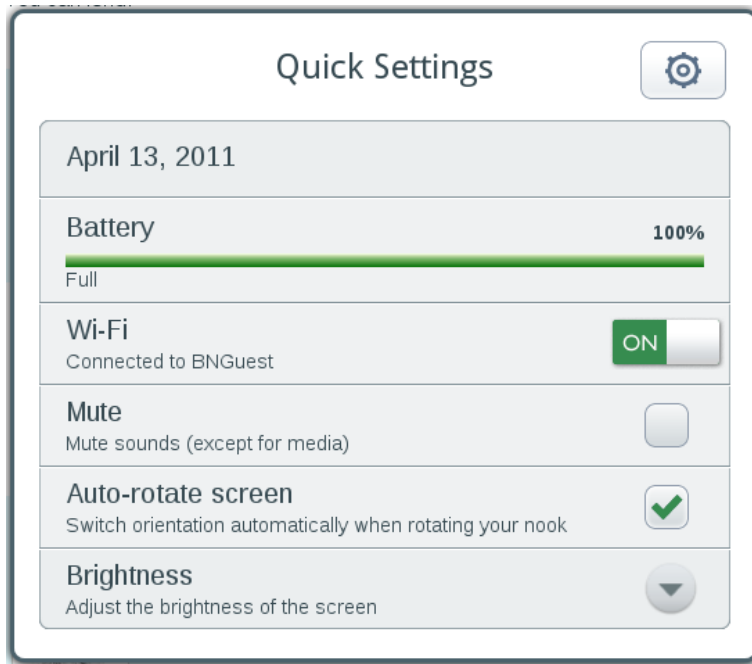 Quick Settings
April 13, 2011
Battery
100%
Full
Wi-Fi
ON
Connected to BNGuest
Mute
Mute sounds (except for media)
Auto-rotate screen
Switch orientation automatically when rotating your nook
Brightness
Adjust the brightness of the screen